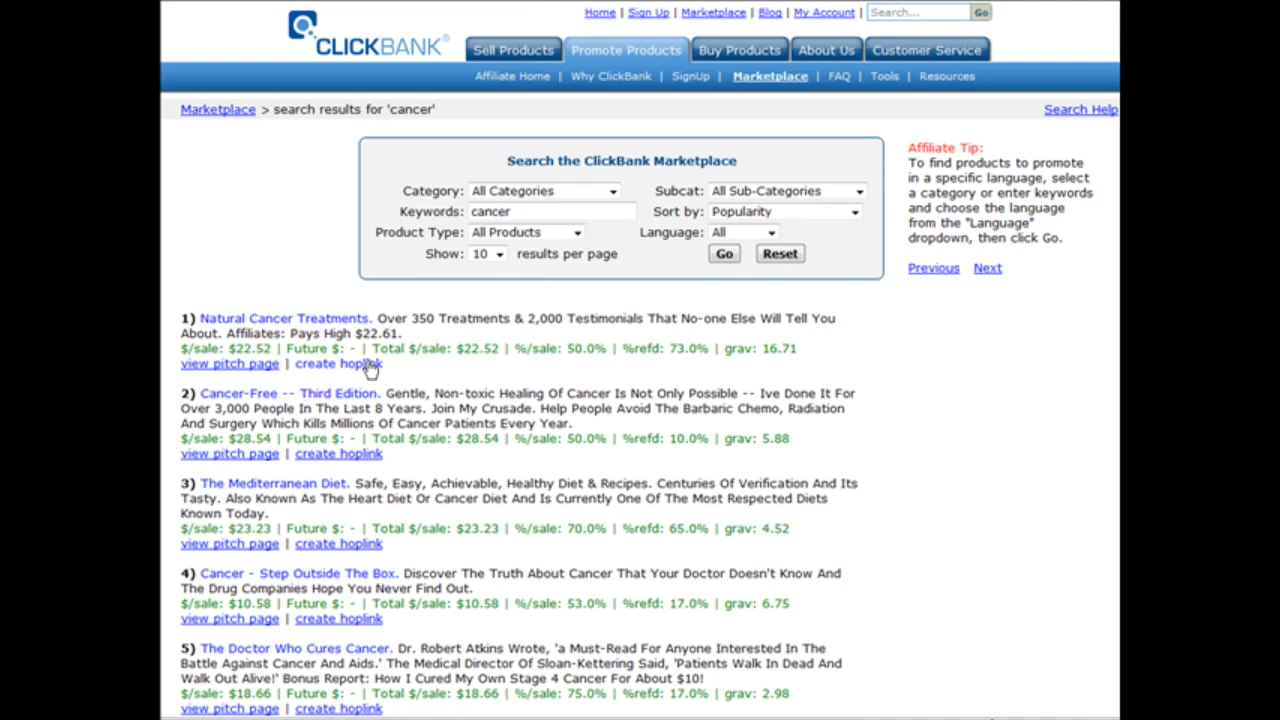 Home | Sign Up | Marketplace | Blog | My Account | Search... Go
CLICKBANK®
Sell Products Promote Products Buy Products About Us Customer Service
Affiliate Home | Why ClickBank | SignUp | Marketplace | FAQ | Tools | Resources
Marketplace > search results for 'cancer'
Search Help
Search the ClickBank Marketplace
Category: All Categories Subcat: All Sub-Categories
Keywords: cancer Sort by: Popularity
Product Type: All Products Language: All
Show: 10 results per page Go Reset
Affiliate Tip:
To find products to promote
in a specific language, select
a category or enter keywords
and choose the language
from the "Language"
dropdown, then click Go.
Previous Next
1) Natural Cancer Treatments. Over 350 Treatments & 2,000 Testimonials That No-one Else Will Tell You
About. Affiliates: Pays High $22.61.
$/sale: $22.52 | Future $: - | Total $/sale: $22.52 | %/sale: 50.0% | %refd: 73.0% | grav: 16.71
view pitch page | create hoplink
2) Cancer-Free -- Third Edition. Gentle, Non-toxic Healing Of Cancer Is Not Only Possible -- Ive Done It For
Over 3,000 People In The Last 8 Years. Join My Crusade. Help People Avoid The Barbaric Chemo, Radiation
And Surgery Which Kills Millions Of Cancer Patients Every Year.
$/sale: $28.54 | Future $: - | Total $/sale: $28.54 | %/sale: 50.0% | %refd: 10.0% | grav: 5.88
view pitch page | create hoplink
3) The Mediterranean Diet. Safe, Easy, Achievable, Healthy Diet & Recipes. Centuries Of Verification And Its
Tasty. Also Known As The Heart Diet Or Cancer Diet And Is Currently One Of The Most Respected Diets
Known Today.
$/sale: $23.23 | Future $: - | Total $/sale: $23.23 | %/sale: 70.0% | %refd: 65.0% | grav: 4.52
view pitch page | create hoplink
4) Cancer - Step Outside The Box. Discover The Truth About Cancer That Your Doctor Doesn't Know And
The Drug Companies Hope You Never Find Out.
$/sale: $10.58 | Future $: - | Total $/sale: $10.58 | %/sale: 53.0% | %refd: 17.0% | grav: 6.75
view pitch page | create hoplink
5) The Doctor Who Cures Cancer. Dr. Robert Atkins Wrote, 'a Must-Read For Anyone Interested In The
Battle Against Cancer And Aids.' The Medical Director Of Sloan-Kettering Said, 'Patients Walk In Dead And
Walk Out Alive!' Bonus Report: How I Cured My Own Stage 4 Cancer For About $10!
$/sale: $18.66 | Future $: - | Total $/sale: $18.66 | %/sale: 75.0% | %refd: 17.0% | grav: 2.98
view pitch page | create hoplink